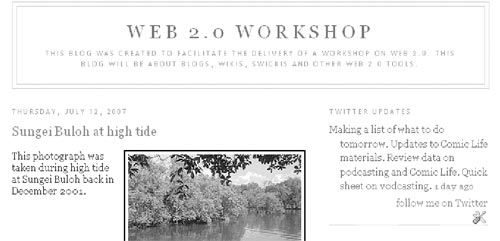 WEB 2.0 WORKSHOP
THIS BLOG WAS CREATED TO FACILITATE THE DELIVERY OF A WORKSHOP ON WEB 2.0. THIS
BLOG WILL BE ABOUT BLOGS, WIKIS, SWICKIS AND OTHER WEB 2.0 TOOLS.
THURSDAY, JULY 12, 2007
Sungei Buloh at high tide
This photograph was
taken during high tide
at Sungei Buloh back in
December 2001.
TWITTER UPDATES
Making a list of what to do
tomorrow. Updates to Comic Life
materials. Review data on
podcasting and Comic Life. Quick
sheet on vodcasting. 1 day ago
follow me on Twitter